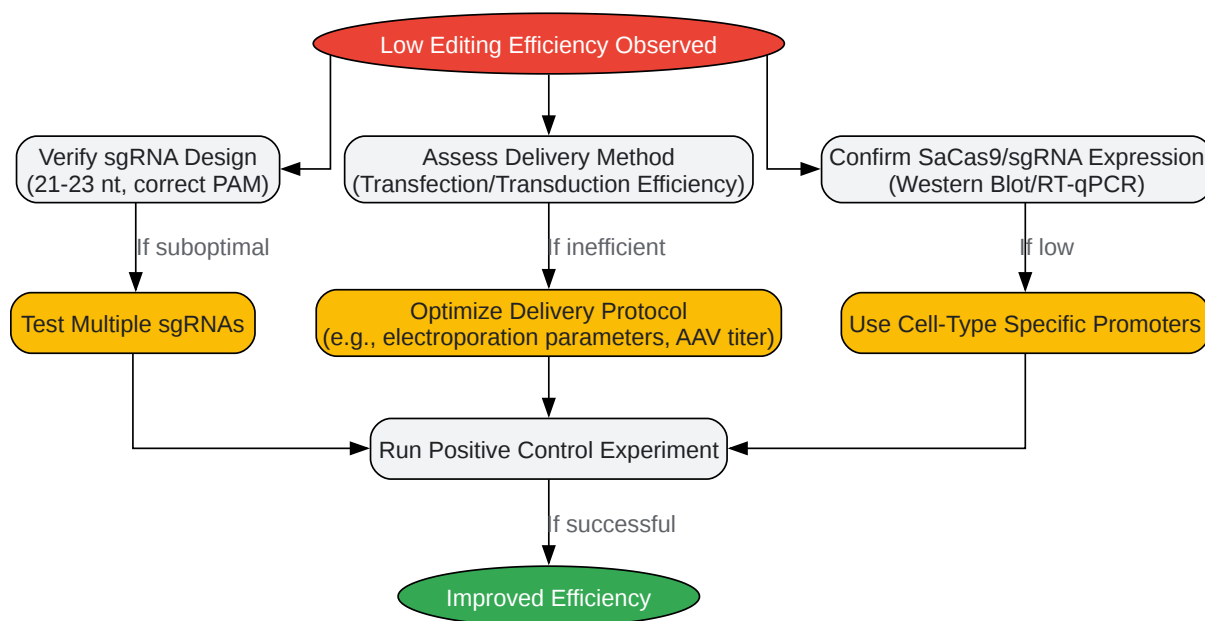 Low Editing Efficiency Observed
Verify sgRNA Design
(21-23 nt, correct PAM)
Assess Delivery Method
(Transfection/Transduction Efficiency)
Confirm SaCas9/sgRNA Expression
(Western Blot/RT-qPCR)
If suboptimal
If inefficient
If low
Test Multiple sgRNAs
Optimize Delivery Protocol
(e.g., electroporation parameters, AAV titer)
Use Cell-Type Specific Promoters
Run Positive Control Experiment
If successful
Improved Efficiency